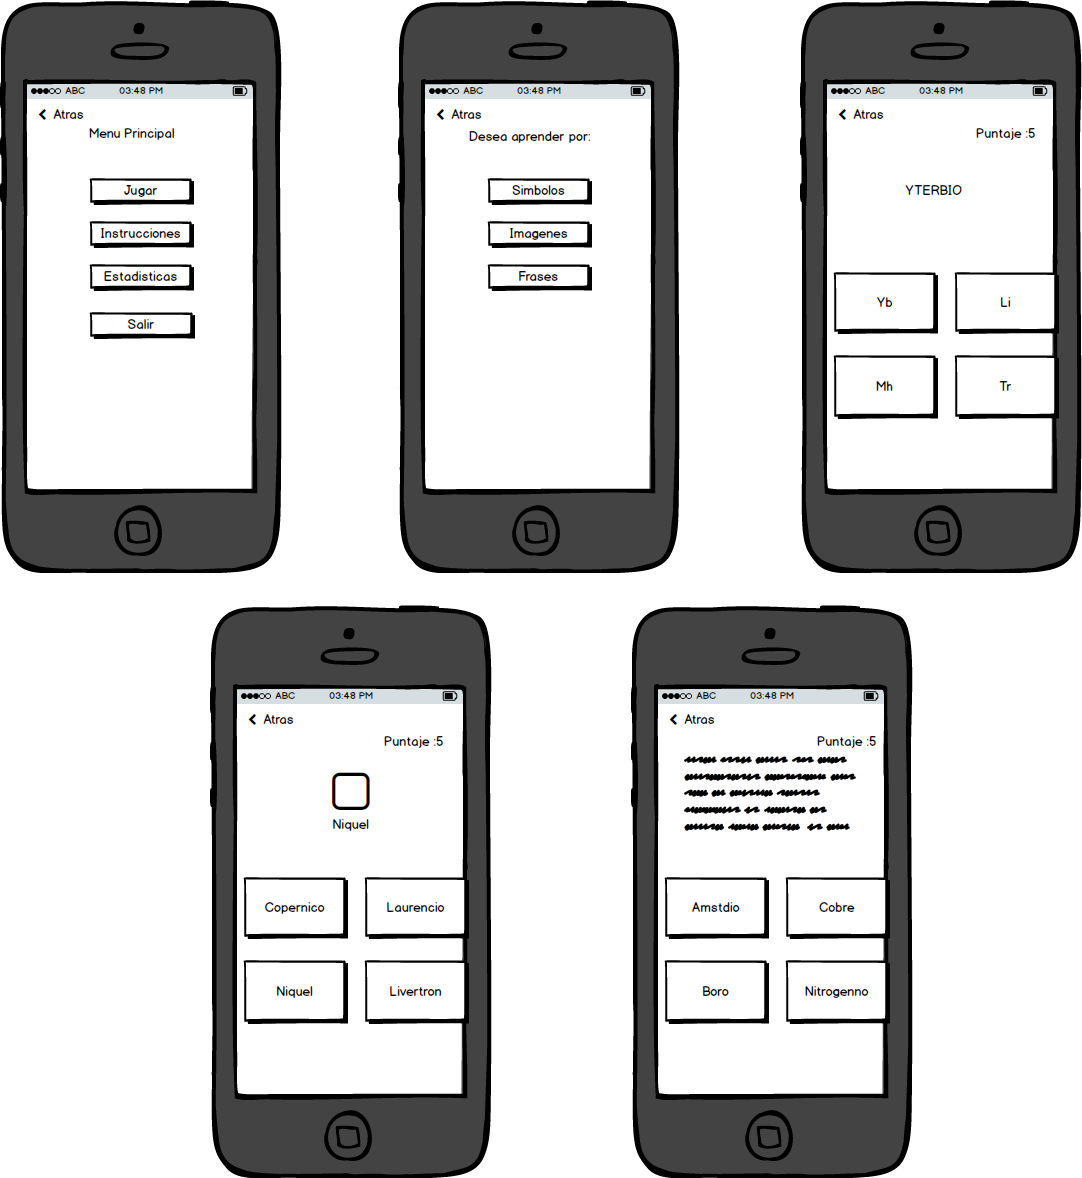 ABC 03:48 PM
Atras
Menu Principal
Jugar
Instrucciones
Estadisticas
Salir
ABC 03:48 PM
Atras
Desea aprender por:
Simbolos
Imagenes
Frases
ABC 03:48 PM
Atras
Puntaje :5
YTERBIO
Yb Li
Mh Tr
ABC 03:48 PM
Atras
Puntaje :5
Niquel
Copernico Laurencio
Niquel Livertron
ABC 03:48 PM
Atras
Puntaje :5
Amstdio Cobre
Boro Nitrogenno